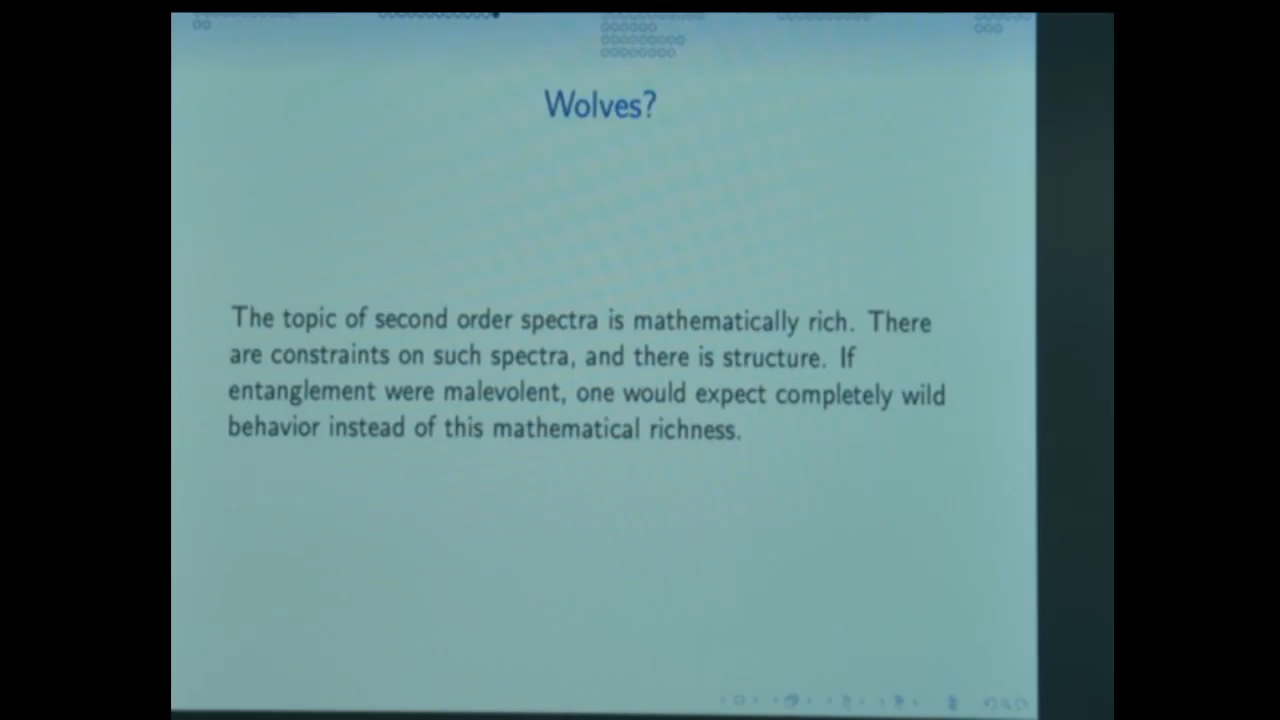 Wolves?
The topic of second order spectra is mathematically rich. There
are constraints on such spectra, and there is structure. If
entanglement were malevolent, one would expect completely wild
behavior instead of this mathematical richness.